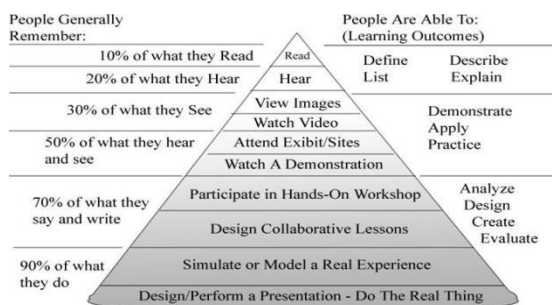 People Generally
Remember:
10% of what they Read
20% of what they Hear
30% of what they See
50% of what they hear
and see
70% of what they
say and write
90% of what
they do
Read
Hear
View Images
Watch Video
Attend Exibit/Sites
Watch A Demonstration
Participate in Hands-On Workshop
Design Collaborative Lessons
Simulate or Model a Real Experience
Design/Perform a Presentation - Do The Real Thing
People Are Able To:
(Learning Outcomes)
Define Describe
List Explain
Demonstrate
Apply
Practice
Analyze
Design
Create
Evaluate